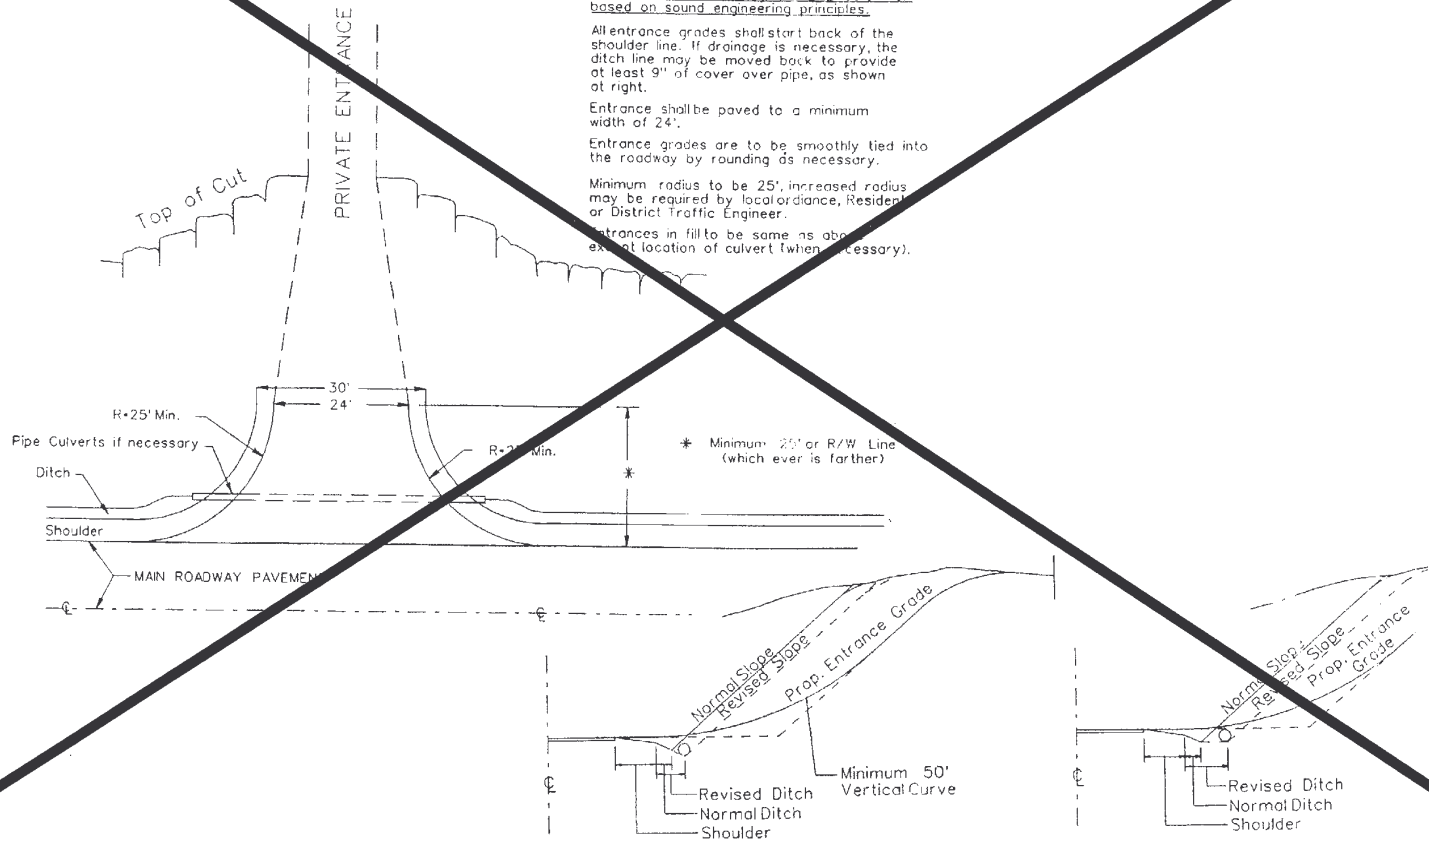 based on sound engineering principles.
All entrance grades shall start back of the
shoulder line. If drainage is necessary, the
ditch line may be moved back to provide
at least 9" of cover over pipe, as shown
at right.
Entrance shall be paved to a minimum
width of 24'.
Entrance grades are to be smoothly tied into
the roadway by rounding as necessary.
Minimum radius to be 25', increased radius
may be required by local ordiance,
or District Traffic Engineer.
in fill to be same as
location of culvert (when
PRIVATE ENTRANCE
Top of Cut
30'
24'
R=25' Min.
Pipe Culverts if necessary
Ditch
Shoulder
R=25' Min.
* Minimum 25' or R/W Line
(which ever is farther)
*
MAIN ROADWAY
℄
℄
Normal Slope
Revised Slope
Prop. Entrance Grade
Minimum 50'
Vertical Curve
℄
Revised Ditch
Normal Ditch
Shoulder
Slope
Slope
Prop. Entrance
Grade
℄
Revised Ditch
Normal Ditch
Shoulder